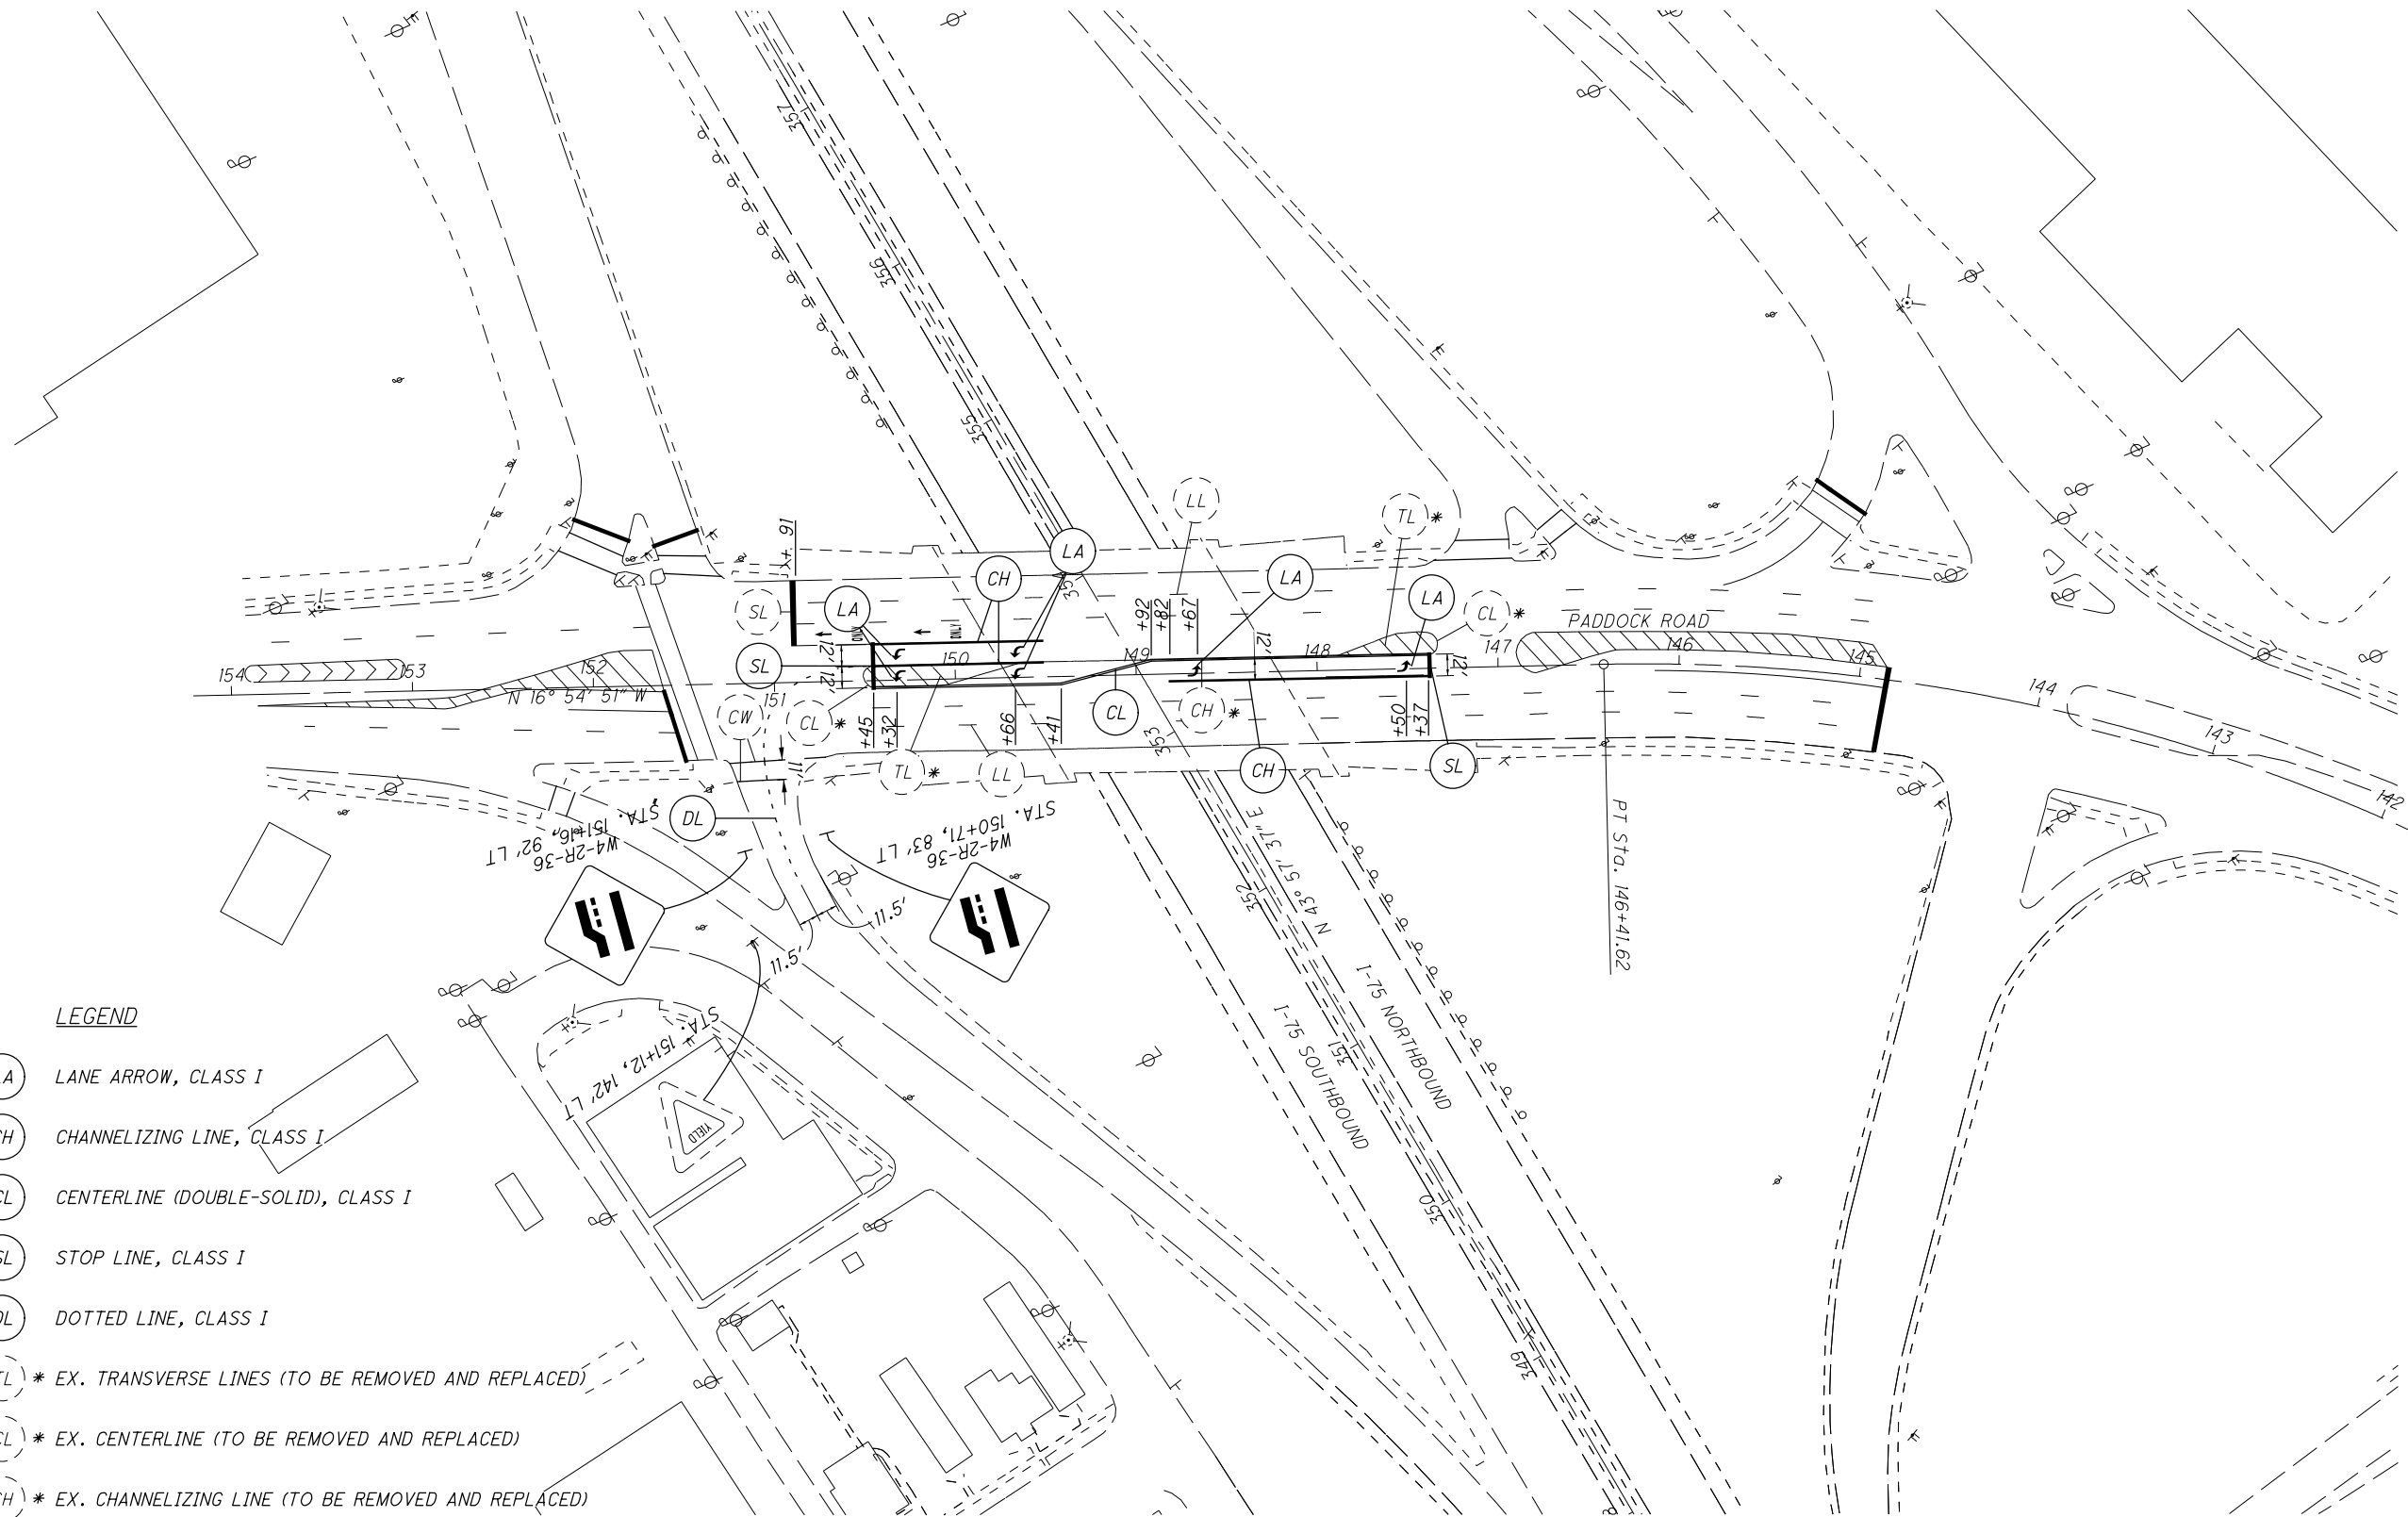 357
356
355
LL
TL *
+ 91
LA
CH
LA
SL
LA
LA
CL *
+92
+82
+67
PADDOCK ROAD
ONLY
ONLY
12'
12'
12'
12'
SL
154
153
152
151
150
149
148
147
146
145
144
143
142
N 16° 54' 51" W
CW
CL *
+45
+32
+66
+41
CL
353
CH *
+50
+37
11'
TL *
LL
CH
SL
DL
W4-2R-36
STA. 151+16, 92' LT
W4-2R-36
STA. 150+71, 83' LT
11.5'
11.5'
352
N 43° 57' 37" E
PT Sta. 146+41.62
I-75 NORTHBOUND
I-75 SOUTHBOUND
351
350
349
STA. 151+12, 142' LT
YIELD
LEGEND
LA LANE ARROW, CLASS I
CH CHANNELIZING LINE, CLASS I
CL CENTERLINE (DOUBLE-SOLID), CLASS I
SL STOP LINE, CLASS I
DL DOTTED LINE, CLASS I
TL * EX. TRANSVERSE LINES (TO BE REMOVED AND REPLACED)
CL * EX. CENTERLINE (TO BE REMOVED AND REPLACED)
CH * EX. CHANNELIZING LINE (TO BE REMOVED AND REPLACED)